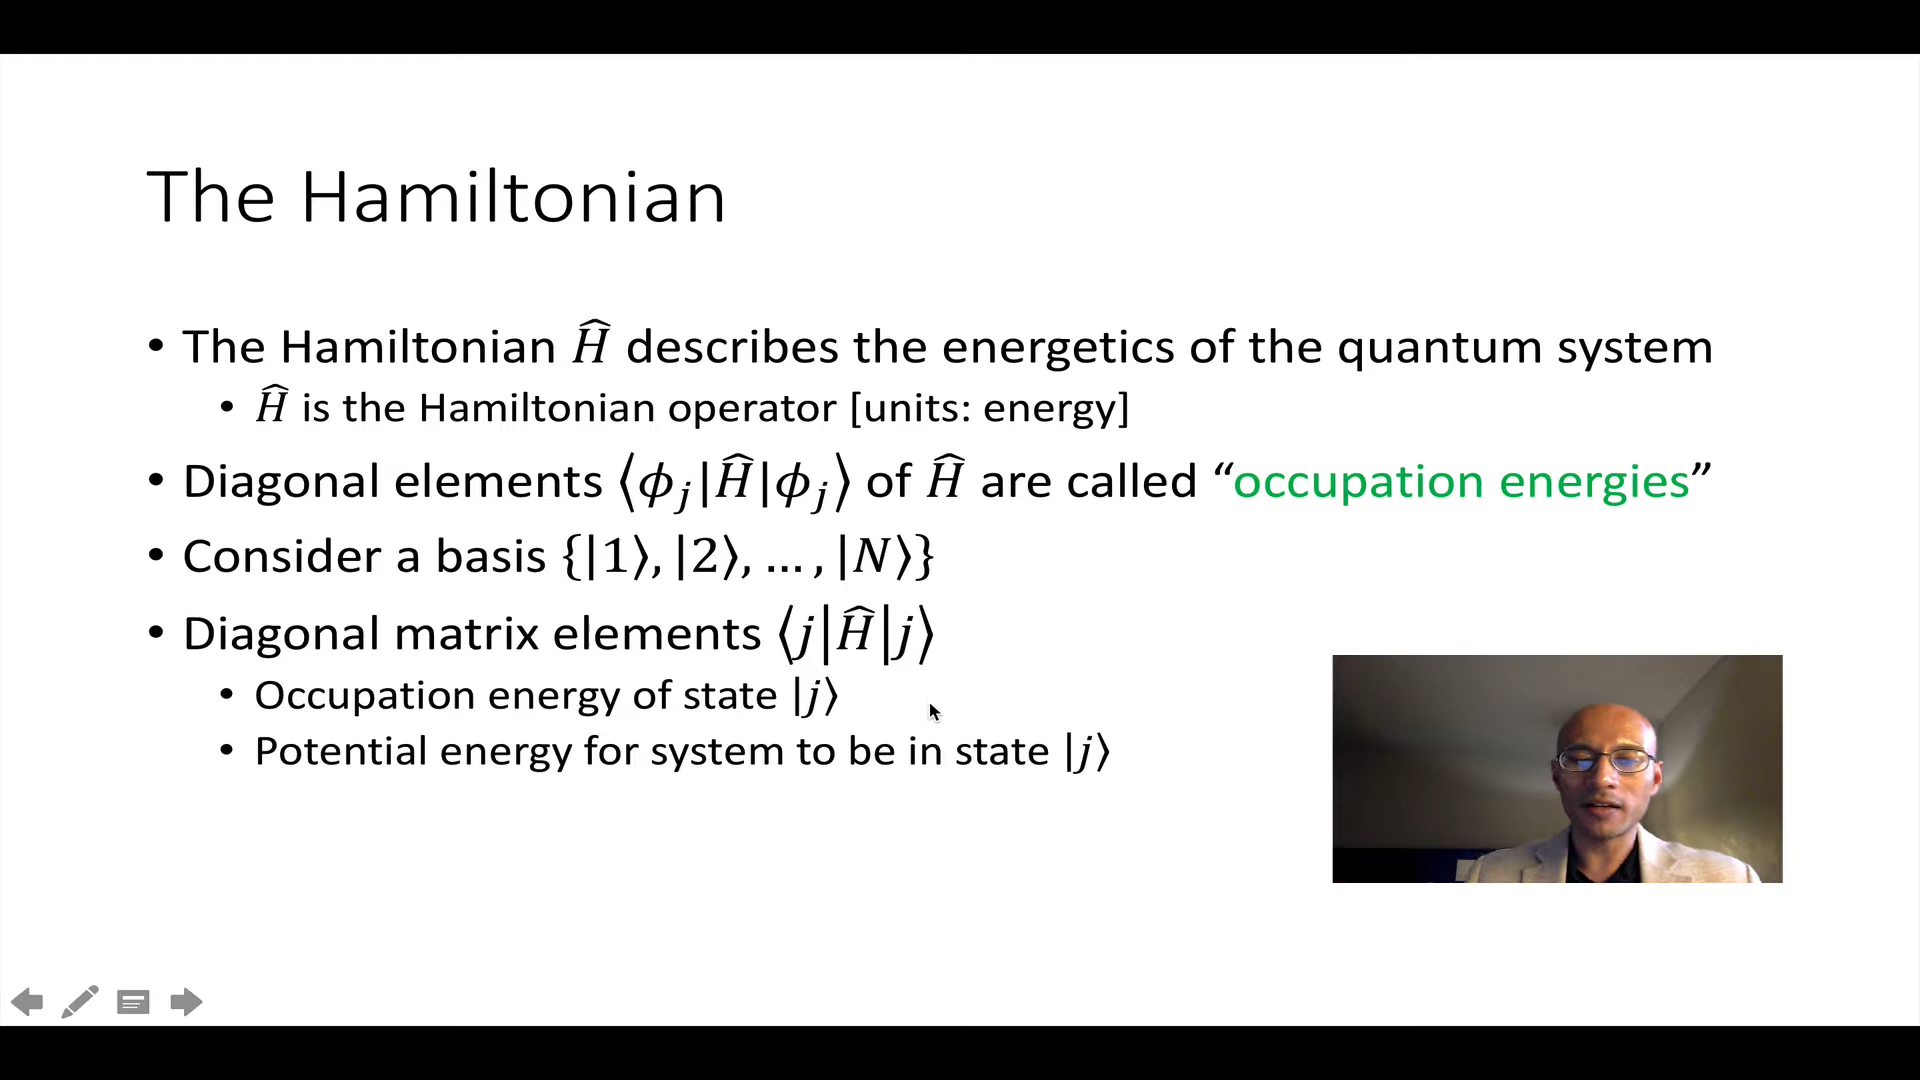 The Hamiltonian
• The Hamiltonian Ĥ describes the energetics of the quantum system
• Ĥ is the Hamiltonian operator [units: energy]
• Diagonal elements ⟨ϕⱼ|Ĥ|ϕⱼ⟩ of Ĥ are called “occupation energies”
• Consider a basis {|1⟩, |2⟩, … , |N⟩}
• Diagonal matrix elements ⟨j|Ĥ|j⟩
• Occupation energy of state |j⟩
• Potential energy for system to be in state |j⟩